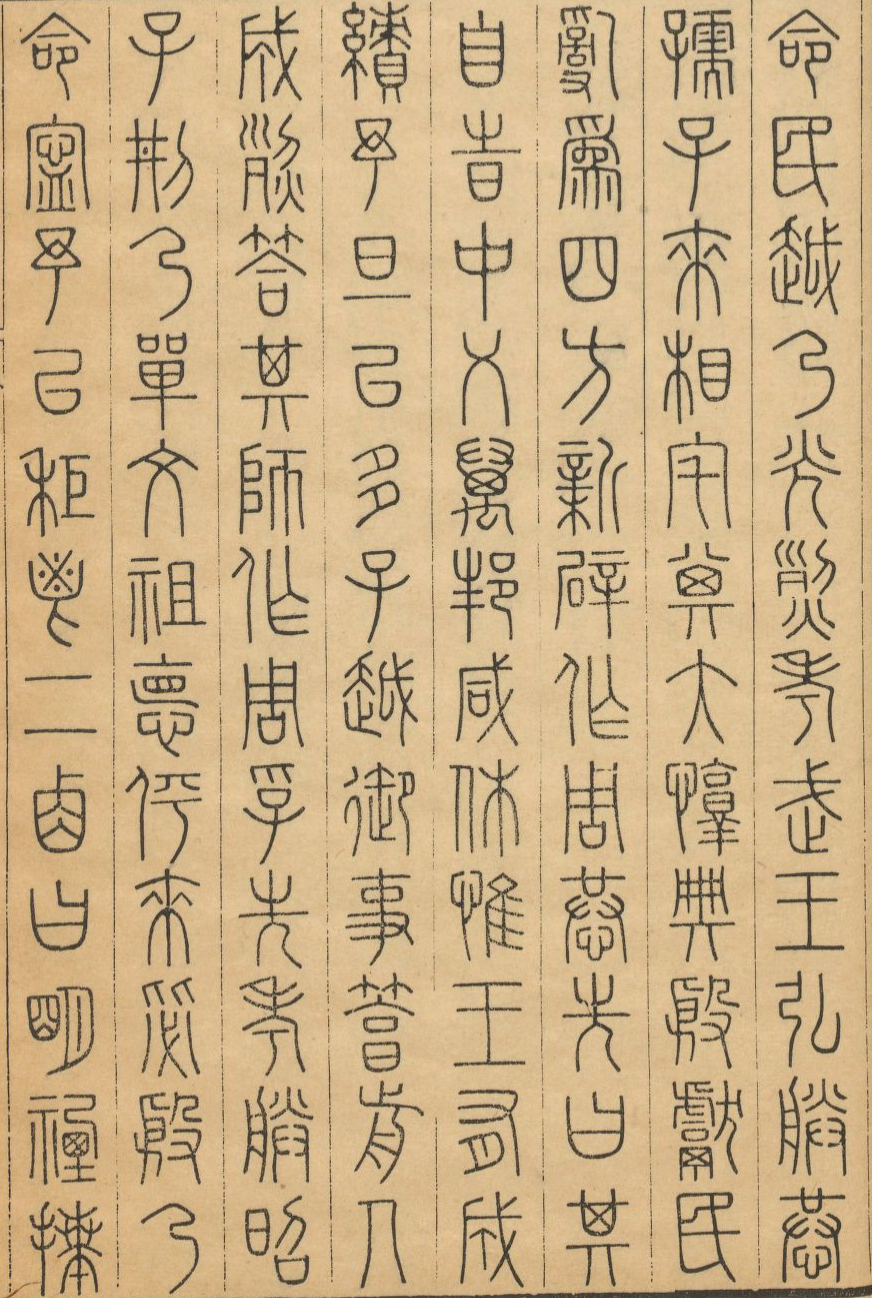 命民越乃光烈考武王弘朕恭
孺子來相宅其大惇典殷獻民
亂爲四方新辟作周恭先曰其
自時中乂萬邦咸休惟王有成
績予旦以多子越御事篤前人
成烈答其師作周孚先考朕昭
子刑乃單文祖德伻來毖殷乃
命寧予以秬鬯二卣曰明禋拜